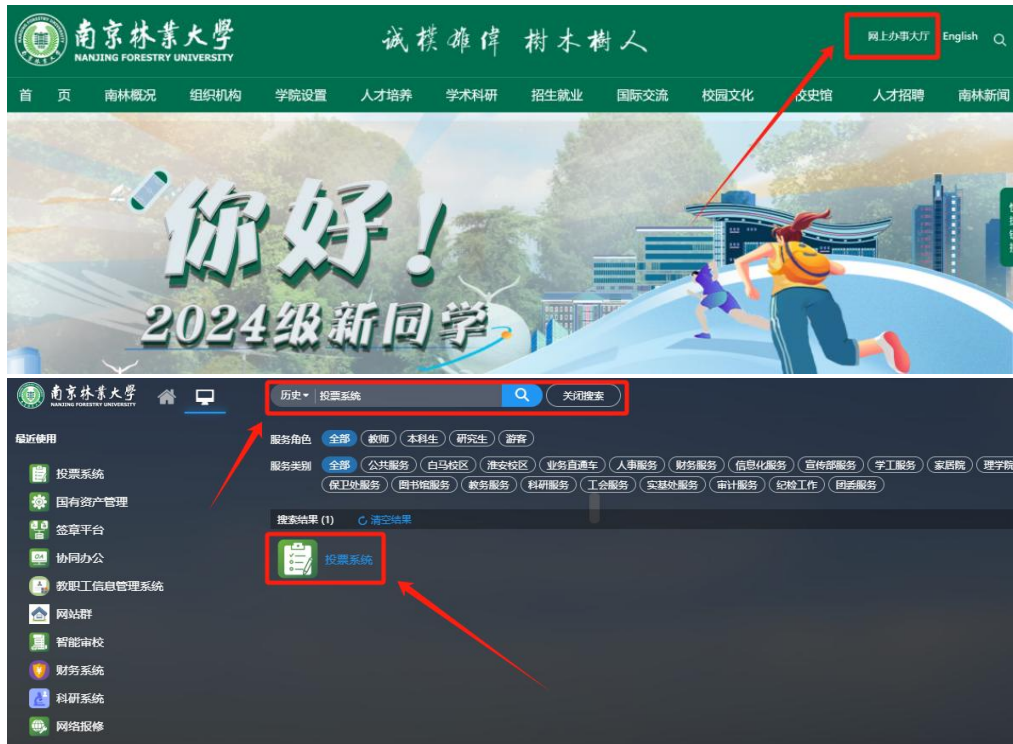 南京林業大學
NANJING FORESTRY UNIVERSITY
诚樸雄偉 樹木樹人
网上办事大厅 English
首页 南林概况 组织机构 学院设置 人才培养 学术科研 招生就业 国际交流 校园文化 校史馆 人才招聘 南林新闻
你好!
2024级新同学
南京林業大學
NANJING FORESTRY UNIVERSITY
历史 投票系统 关闭搜索
最近使用
服务角色 全部 教师 本科生 研究生 游客
服务类别 全部 公共服务 白马校区 淮安校区 业务直通车 人事服务 财务服务 信息化服务 宣传部服务 学工服务 家居院 理学院
保卫处服务 图书馆服务 教务服务 科研服务 工会服务 实基处服务 审计服务 纪检工作 团委服务
搜索结果 (1) 清空结果
投票系统
投票系统
国有资产管理
签章平台
协同办公
教职工信息管理系统
网站群
智能审校
财务系统
科研系统
网络报修